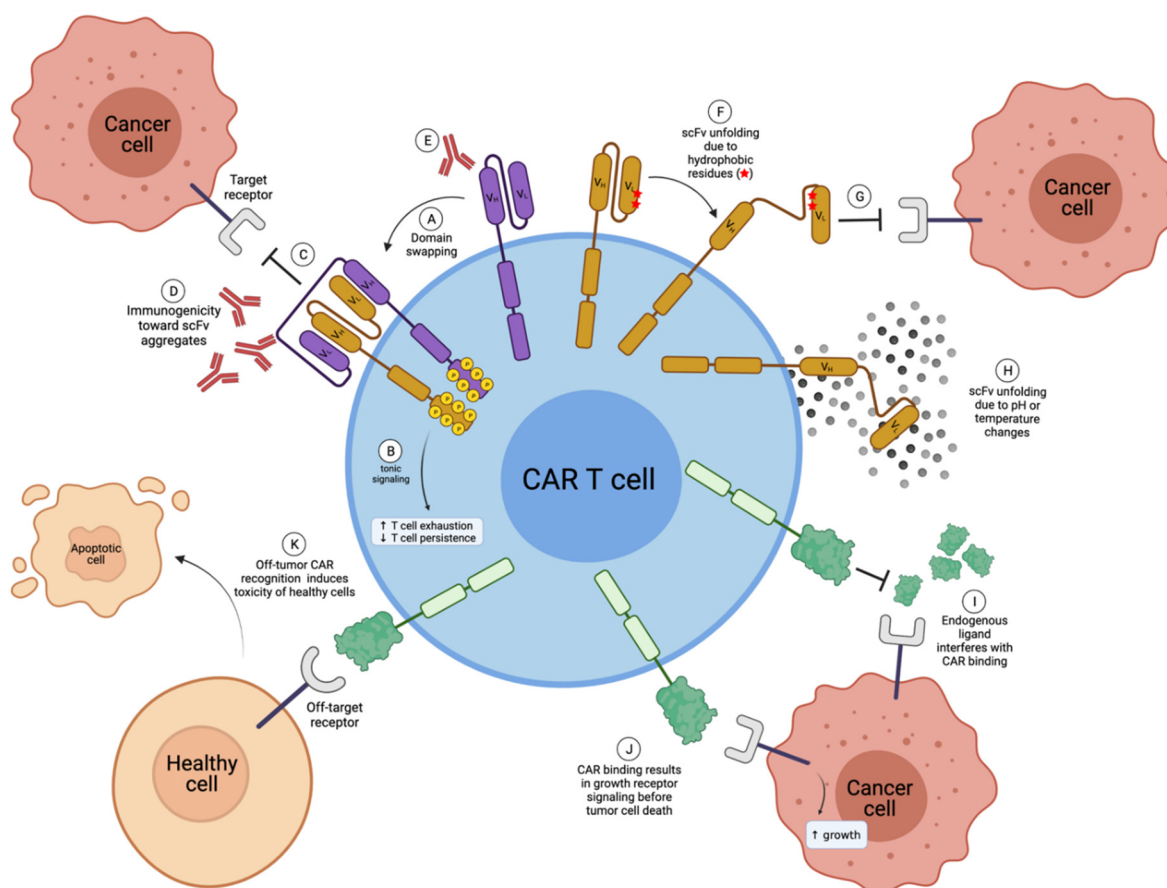 Cancer
cell
Target
receptor
C
D
Immunogenicity
toward scFv
aggregates
E
A
Domain
swapping
VH
VL
VH
VL
VH
VL
F
scFv unfolding
due to
hydrophobic
residues (★)
VH
VL
VH
VL
G
Cancer
cell
VH
VL
H
scFv unfolding
due to pH or
temperature
changes
P
P
P
P
P
P
P
P
P
P
P
P
P
P
B
tonic
signaling
↑ T cell exhaustion
↓ T cell persistence
CAR T cell
Apoptotic
cell
K
Off-tumor CAR
recognition induces
toxicity of healthy cells
Off-target
receptor
Healthy
cell
I
Endogenous
ligand
interferes with
CAR binding
J
CAR binding results
in growth receptor
signaling before
tumor cell death
Cancer
cell
↑ growth